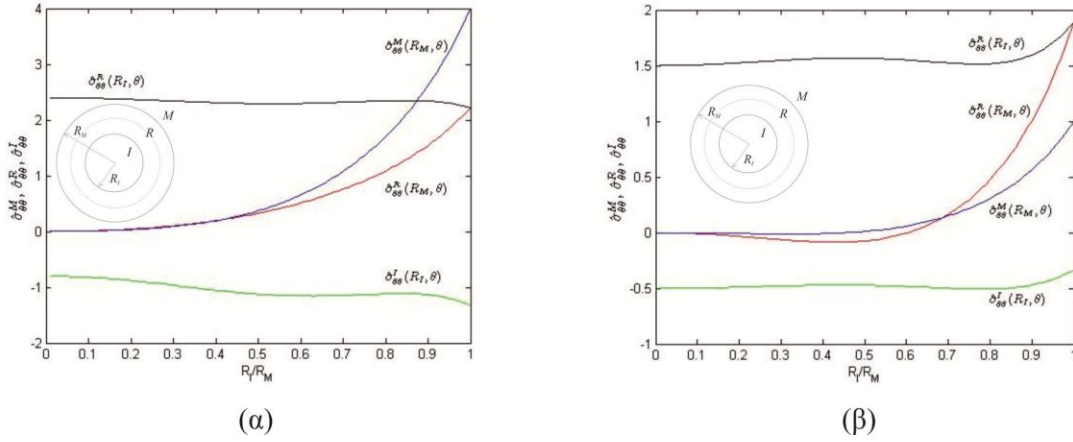 4
3
2
1
0
-1
-2
0
0.1
0.2
0.3
0.4
0.5
0.6
0.7
0.8
0.9
1
R_I/R_M
σ̂^M_θθ, σ̂^R_θθ, σ̂^I_θθ
σ̂^M_θθ(R_M, θ)
σ̂^R_θθ(R_I, θ)
σ̂^R_θθ(R_M, θ)
σ̂^I_θθ(R_I, θ)
M
R
I
R_M
R_I
(α)
2
1.5
1
0.5
0
-0.5
-1
0
0.1
0.2
0.3
0.4
0.5
0.6
0.7
0.8
0.9
1
R_I/R_M
σ̂^M_θθ, σ̂^R_θθ, σ̂^I_θθ
σ̂^R_θθ(R_I, θ)
σ̂^R_θθ(R_M, θ)
σ̂^M_θθ(R_M, θ)
σ̂^I_θθ(R_I, θ)
M
R
I
R_M
R_I
(β)